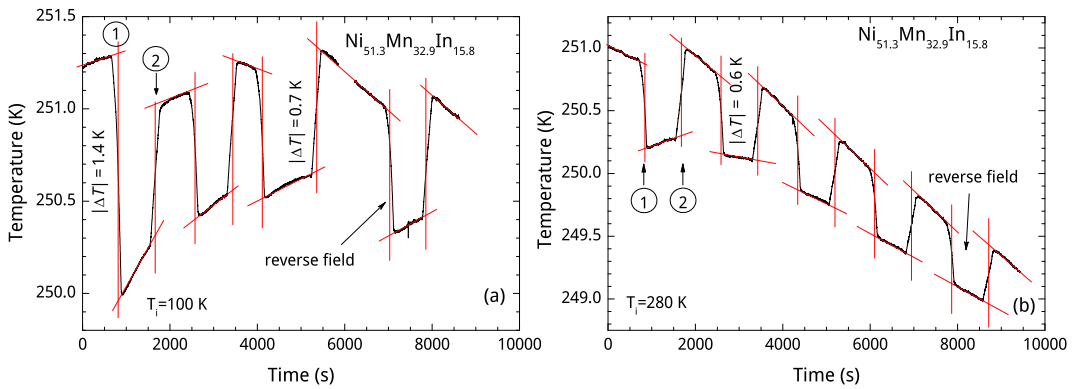 251.5
251.0
250.5
250.0
Temperature (K)
1
2
Ni51.3Mn32.9In15.8
|ΔT| = 1.4 K
|ΔT| = 0.7 K
reverse field
Ti=100 K
(a)
0 2000 4000 6000 8000 10000
Time (s)
251.0
250.5
250.0
249.5
249.0
Temperature (K)
Ni51.3Mn32.9In15.8
|ΔT| = 0.6 K
1
2
reverse field
Ti=280 K
(b)
0 2000 4000 6000 8000 10000
Time (s)